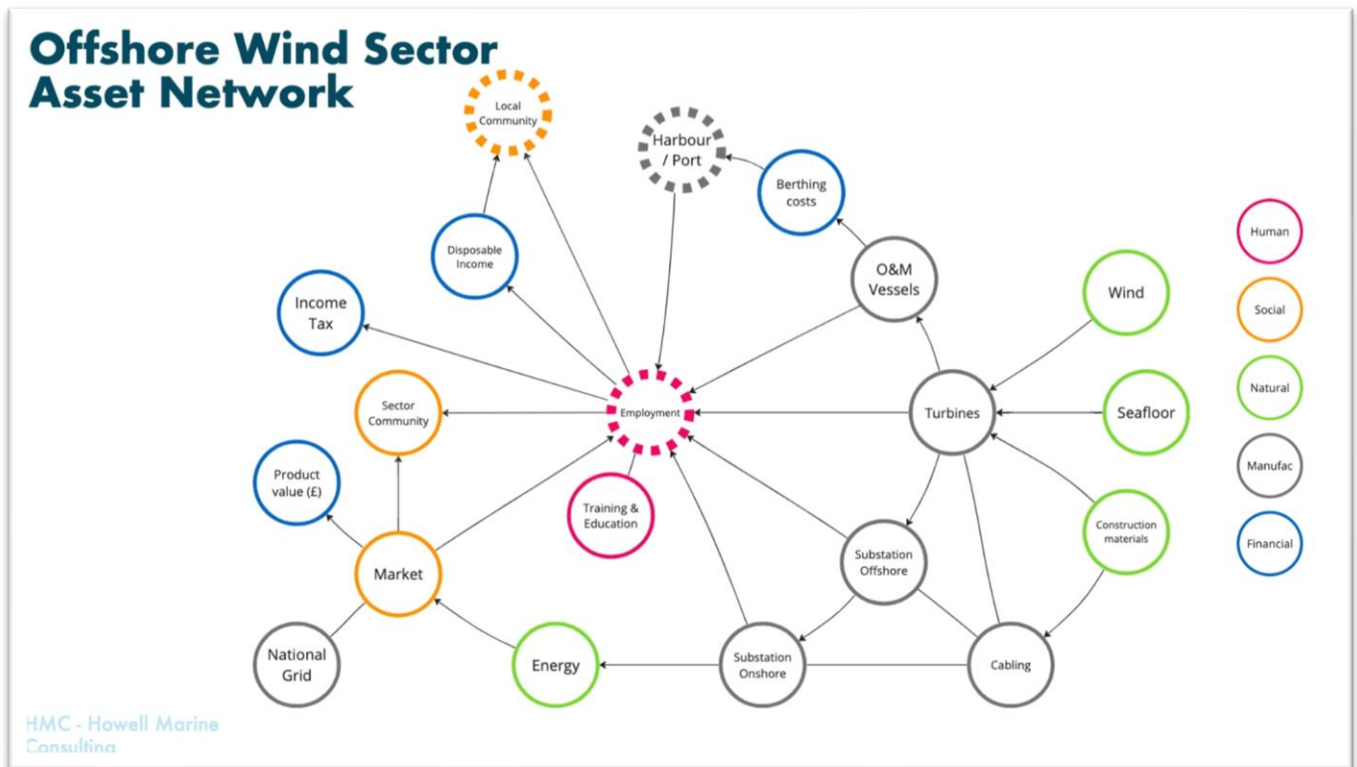 Offshore Wind Sector
Asset Network
Local
Community
Harbour
/ Port
Berthing
costs
Disposable
Income
O&M
Vessels
Wind
Income
Tax
Sector
Community
Employment
Turbines
Seafloor
Product
value (£)
Training &
Education
Construction
materials
Market
Substation
Offshore
National
Grid
Energy
Substation
Onshore
Cabling
Human
Social
Natural
Manufac
Financial
HMC - Howell Marine
Consulting